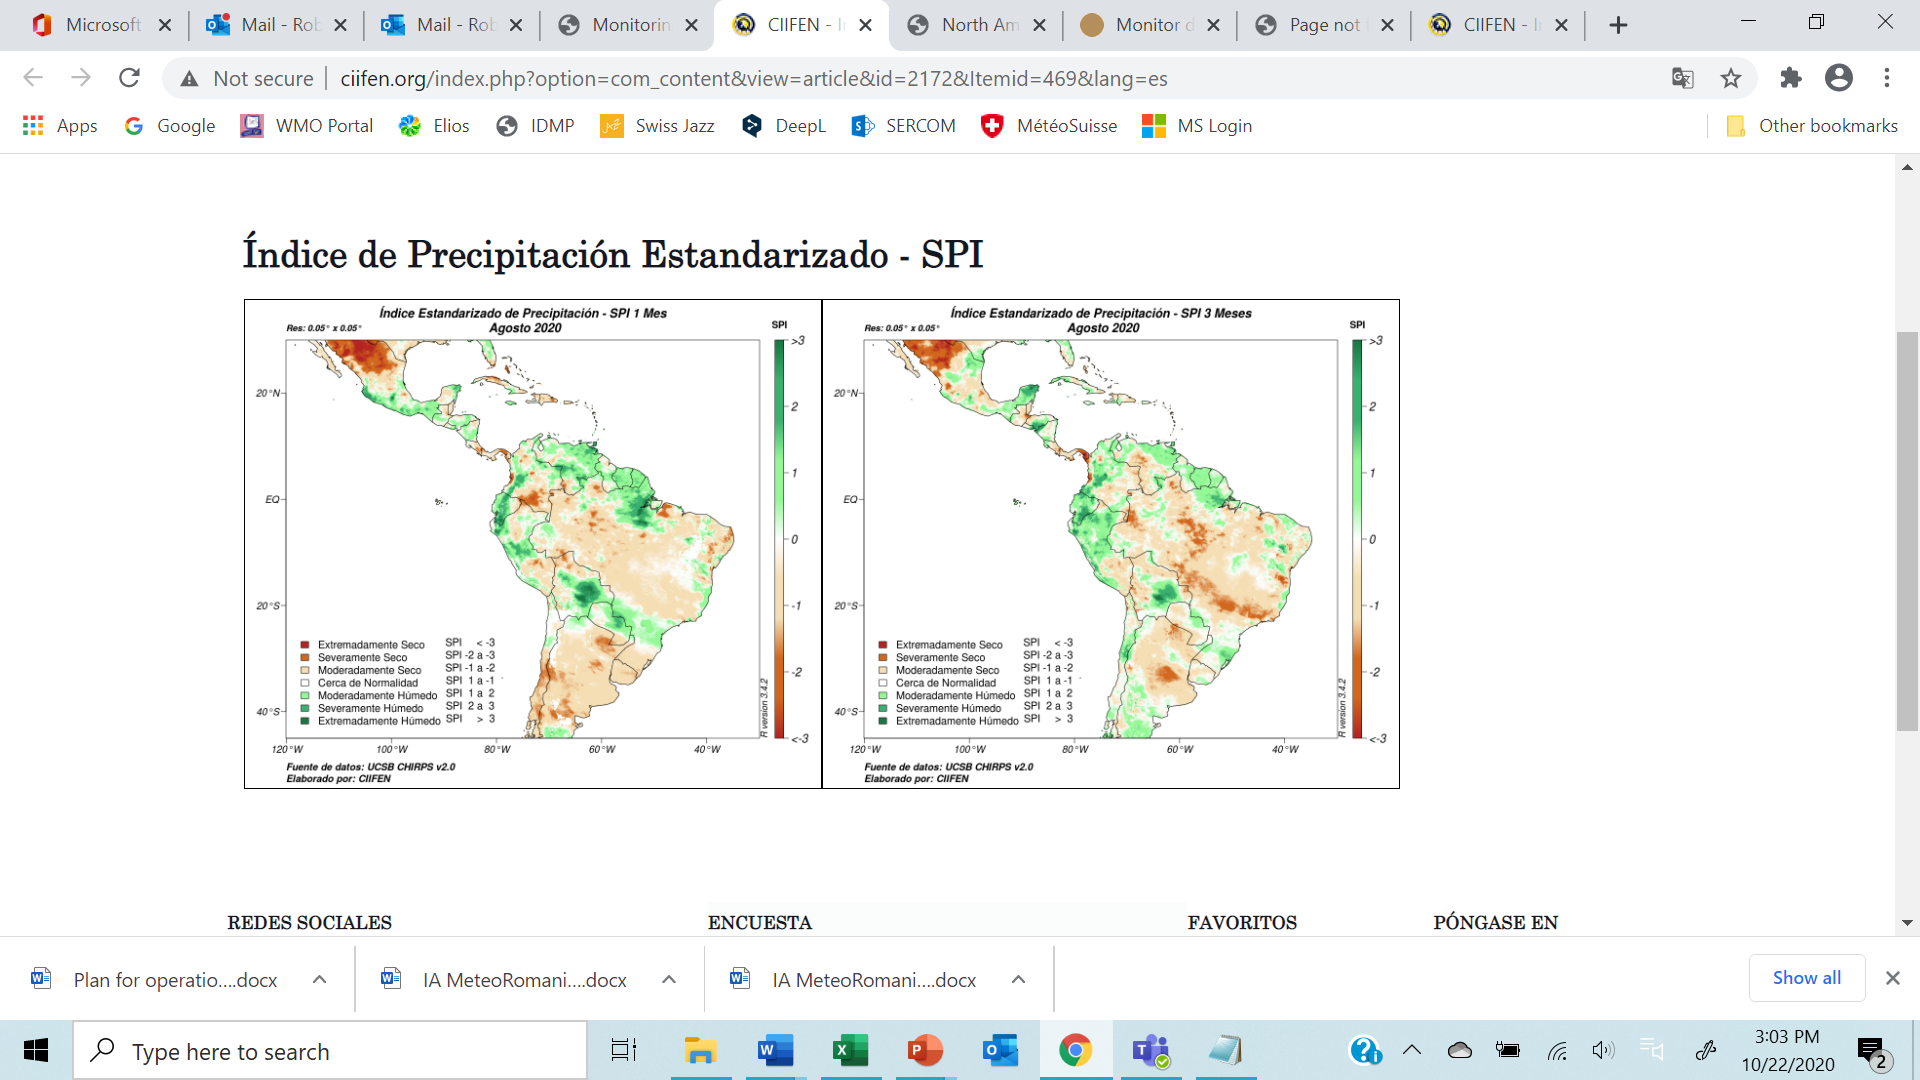 Microsoft
Mail - Rob
Mail - Rob
Monitorin
CIIFEN - I
North Am
Monitor d
Page not
CIIFEN - I
Not secure
ciifen.org/index.php?option=com_content&view=article&id=2172&Itemid=469&lang=es
Apps
Google
WMO Portal
Elios
IDMP
Swiss Jazz
DeepL
SERCOM
MétéoSuisse
MS Login
Other bookmarks
Índice de Precipitación Estandarizado - SPI
Índice Estandarizado de Precipitación - SPI 1 Mes
Agosto 2020
Res: 0.05° x 0.05°
SPI
>3
2
1
0
-1
-2
<-3
20°N
EQ
20°S
40°S
120°W
100°W
80°W
60°W
40°W
Extremadamente Seco SPI < -3
Severamente Seco SPI -2 a -3
Moderadamente Seco SPI -1 a -2
Cerca de Normalidad SPI 1 a -1
Moderadamente Húmedo SPI 1 a 2
Severamente Húmedo SPI 2 a 3
Extremadamente Húmedo SPI > 3
R version 3.4.2
Fuente de datos: UCSB CHIRPS v2.0
Elaborado por: CIIFEN
Índice Estandarizado de Precipitación - SPI 3 Meses
Agosto 2020
Res: 0.05° x 0.05°
SPI
>3
2
1
0
-1
-2
<-3
20°N
EQ
20°S
40°S
120°W
100°W
80°W
60°W
40°W
Extremadamente Seco SPI < -3
Severamente Seco SPI -2 a -3
Moderadamente Seco SPI -1 a -2
Cerca de Normalidad SPI 1 a -1
Moderadamente Húmedo SPI 1 a 2
Severamente Húmedo SPI 2 a 3
Extremadamente Húmedo SPI > 3
R version 3.4.2
Fuente de datos: UCSB CHIRPS v2.0
Elaborado por: CIIFEN
REDES SOCIALES
ENCUESTA
FAVORITOS
PÓNGASE EN
Plan for operatio....docx
IA MeteoRomani....docx
IA MeteoRomani....docx
Show all
Type here to search
3:03 PM
10/22/2020
2